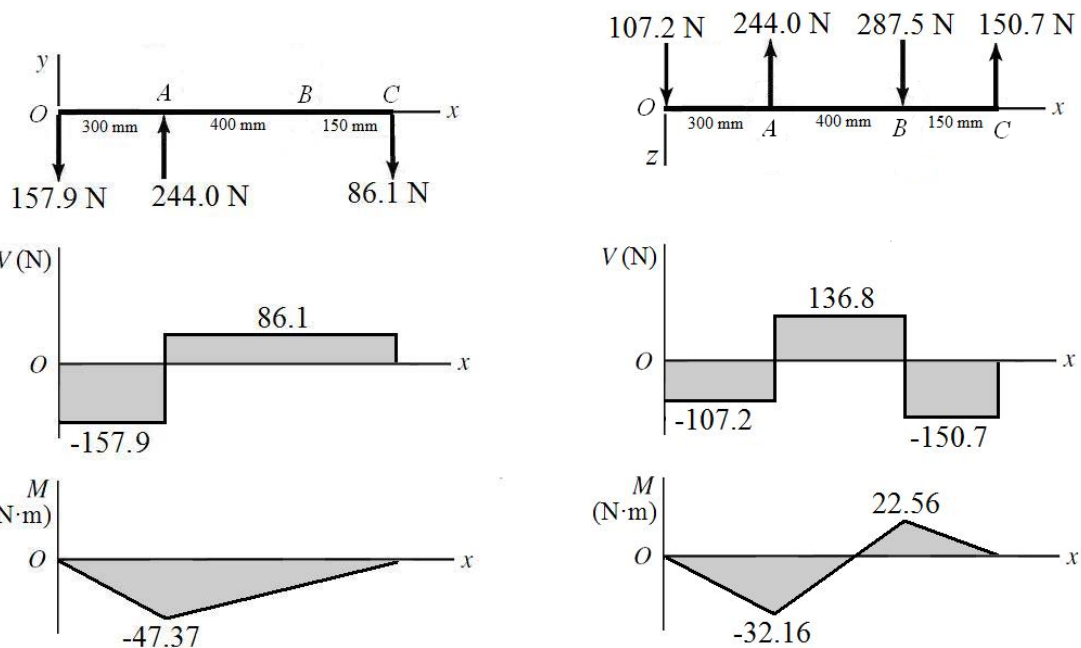 y
A
B
C
O
x
300 mm
400 mm
150 mm
157.9 N
244.0 N
86.1 N
V (N)
86.1
O
x
-157.9
M
(N·m)
O
x
-47.37
107.2 N
244.0 N
287.5 N
150.7 N
O
x
300 mm
A
400 mm
B
150 mm
C
z
V (N)
136.8
O
x
-107.2
-150.7
M
(N·m)
22.56
O
x
-32.16